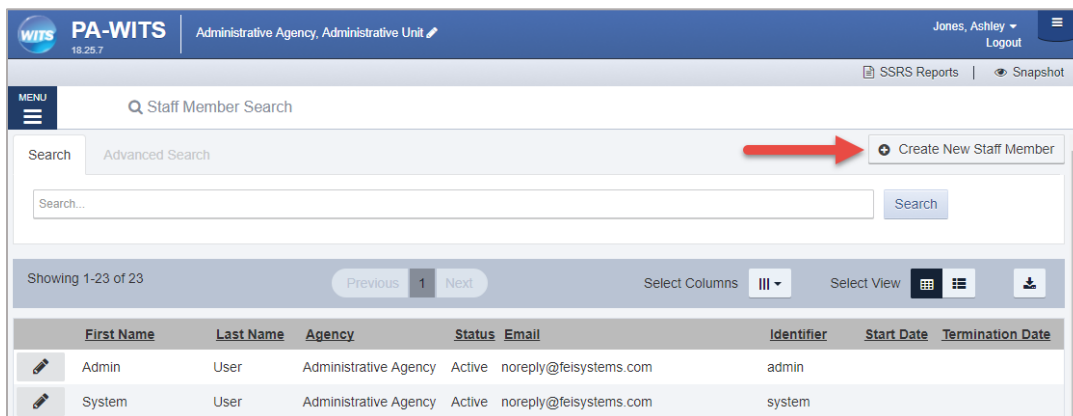 WITS PA-WITS Administrative Agency, Administrative Unit Jones, Ashley
18.25.7 Logout
SSRS Reports | Snapshot
MENU Staff Member Search
Search Advanced Search Create New Staff Member
Search... Search
Showing 1-23 of 23 Previous 1 Next Select Columns Select View
First Name Last Name Agency Status Email Identifier Start Date Termination Date
Admin User Administrative Agency Active noreply@feisystems.com admin
System User Administrative Agency Active noreply@feisystems.com system